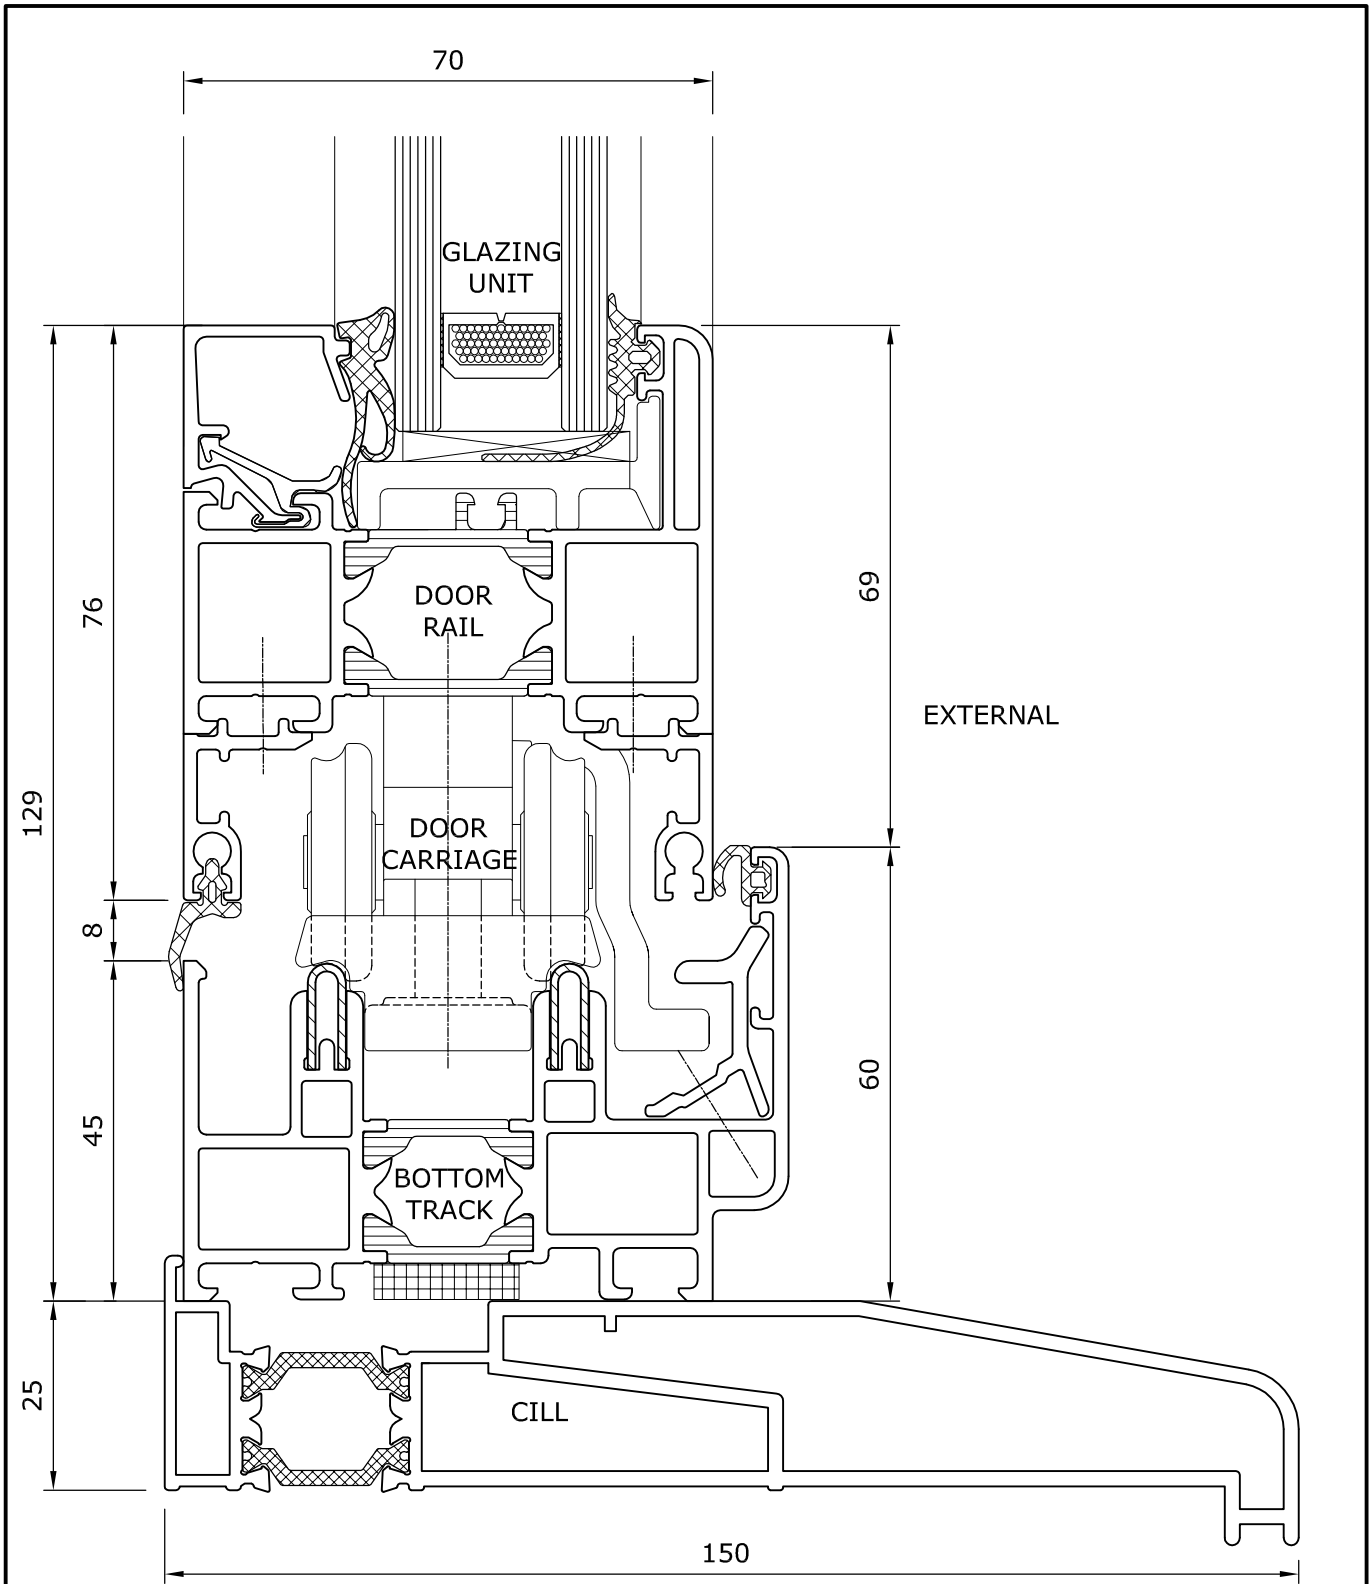 70
GLAZING
UNIT
DOOR
RAIL
76
69
EXTERNAL
129
DOOR
CARRIAGE
8
60
45
BOTTOM
TRACK
25
CILL
150